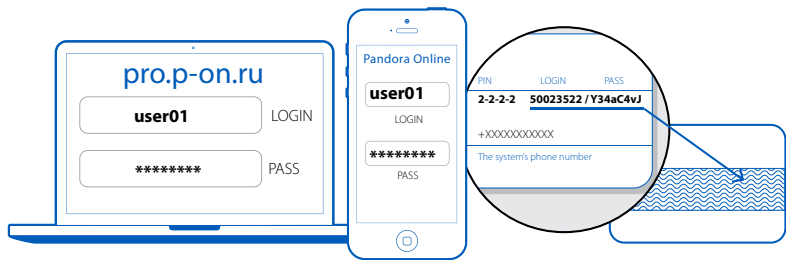 pro.p-on.ru
user01 LOGIN
******** PASS
Pandora Online
user01
LOGIN
********
PASS
PIN LOGIN PASS
2-2-2-2 50023522 / Y34aC4vJ
+XXXXXXXXXXX
The system's phone number